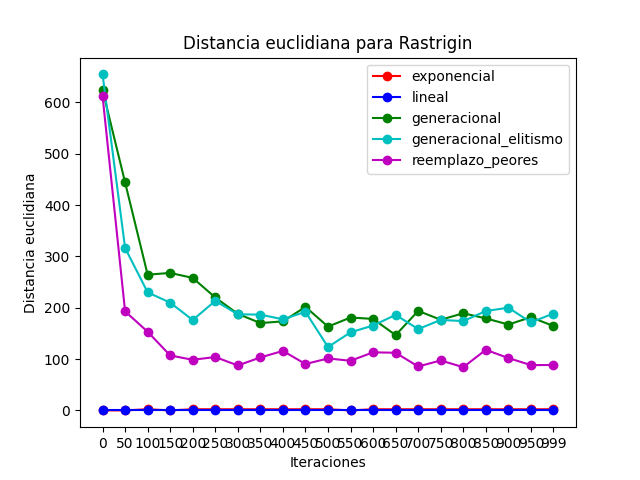 Distancia euclidiana para Rastrigin
exponencial
lineal
generacional
generacional_elitismo
reemplazo_peores
Distancia euclidiana
600
500
400
300
200
100
0
0 50 100 150 200 250 300 350 400 450 500 550 600 650 700 750 800 850 900 950 999
Iteraciones